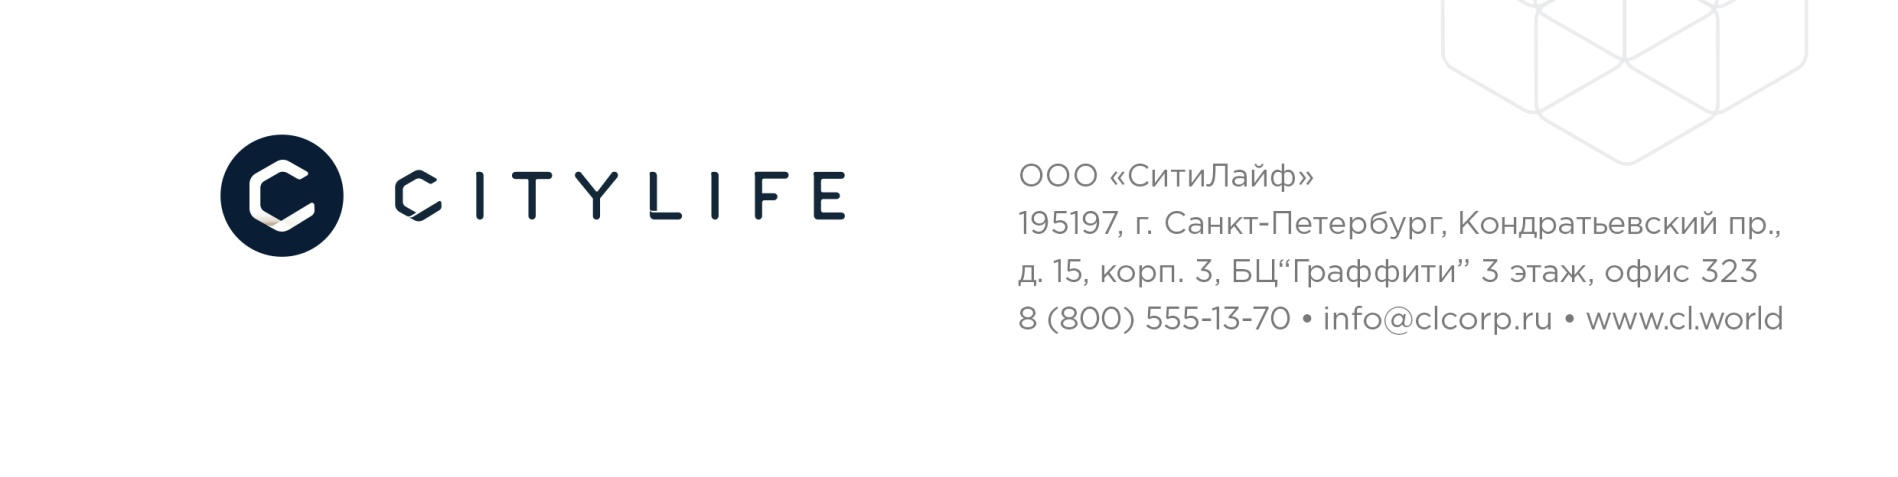 CITYLIFE
ООО «СитиЛайф»
195197, г. Санкт-Петербург, Кондратьевский пр.,
д. 15, корп. 3, БЦ“Граффити” 3 этаж, офис 323
8 (800) 555-13-70 • info@clcorp.ru • www.cl.world